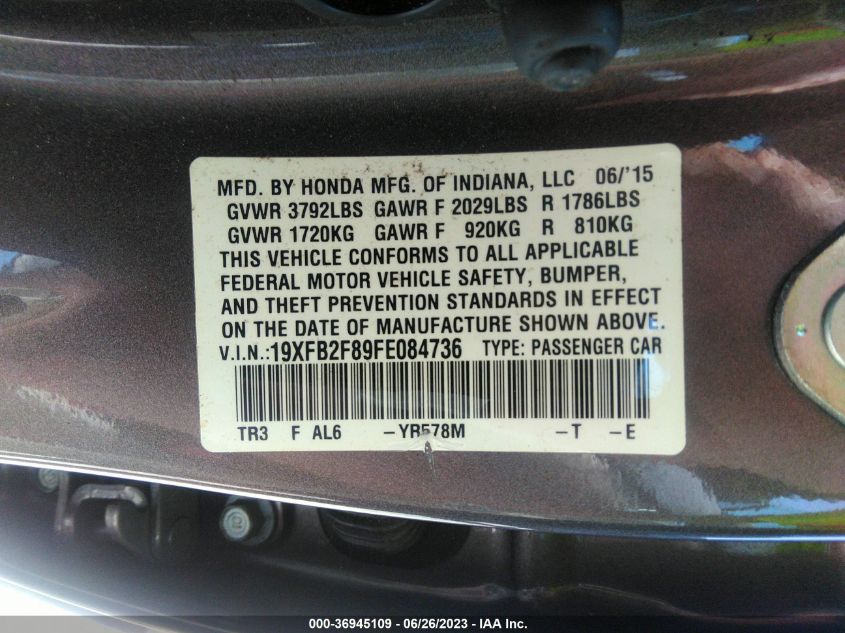 MFD. BY HONDA MFG. OF INDIANA, LLC 06/'15
GVWR 3792LBS GAWR F 2029LBS R 1786LBS
GVWR 1720KG GAWR F 920KG R 810KG
THIS VEHICLE CONFORMS TO ALL APPLICABLE
FEDERAL MOTOR VEHICLE SAFETY, BUMPER,
AND THEFT PREVENTION STANDARDS IN EFFECT
ON THE DATE OF MANUFACTURE SHOWN ABOVE.
V.I.N.:19XFB2F89FE084736 TYPE: PASSENGER CAR
TR3 F AL6 -YR578M -T -E
000-36945109 - 06/26/2023 - IAA Inc.